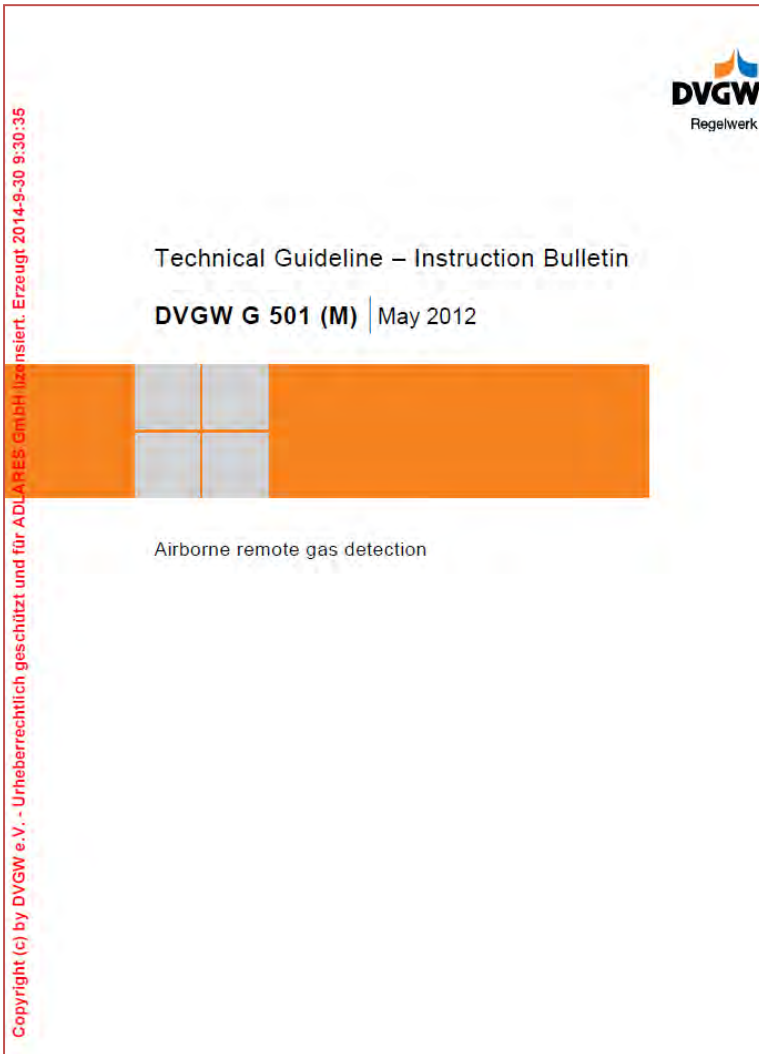 DVGW
Regelwerk
Technical Guideline – Instruction Bulletin
DVGW G 501 (M) May 2012
Airborne remote gas detection
Copyright (c) by DVGW e.V. - Urheberrechtlich geschützt und für ADLARES GmbH lizensiert. Erzeugt 2014-9-30 9:30:35